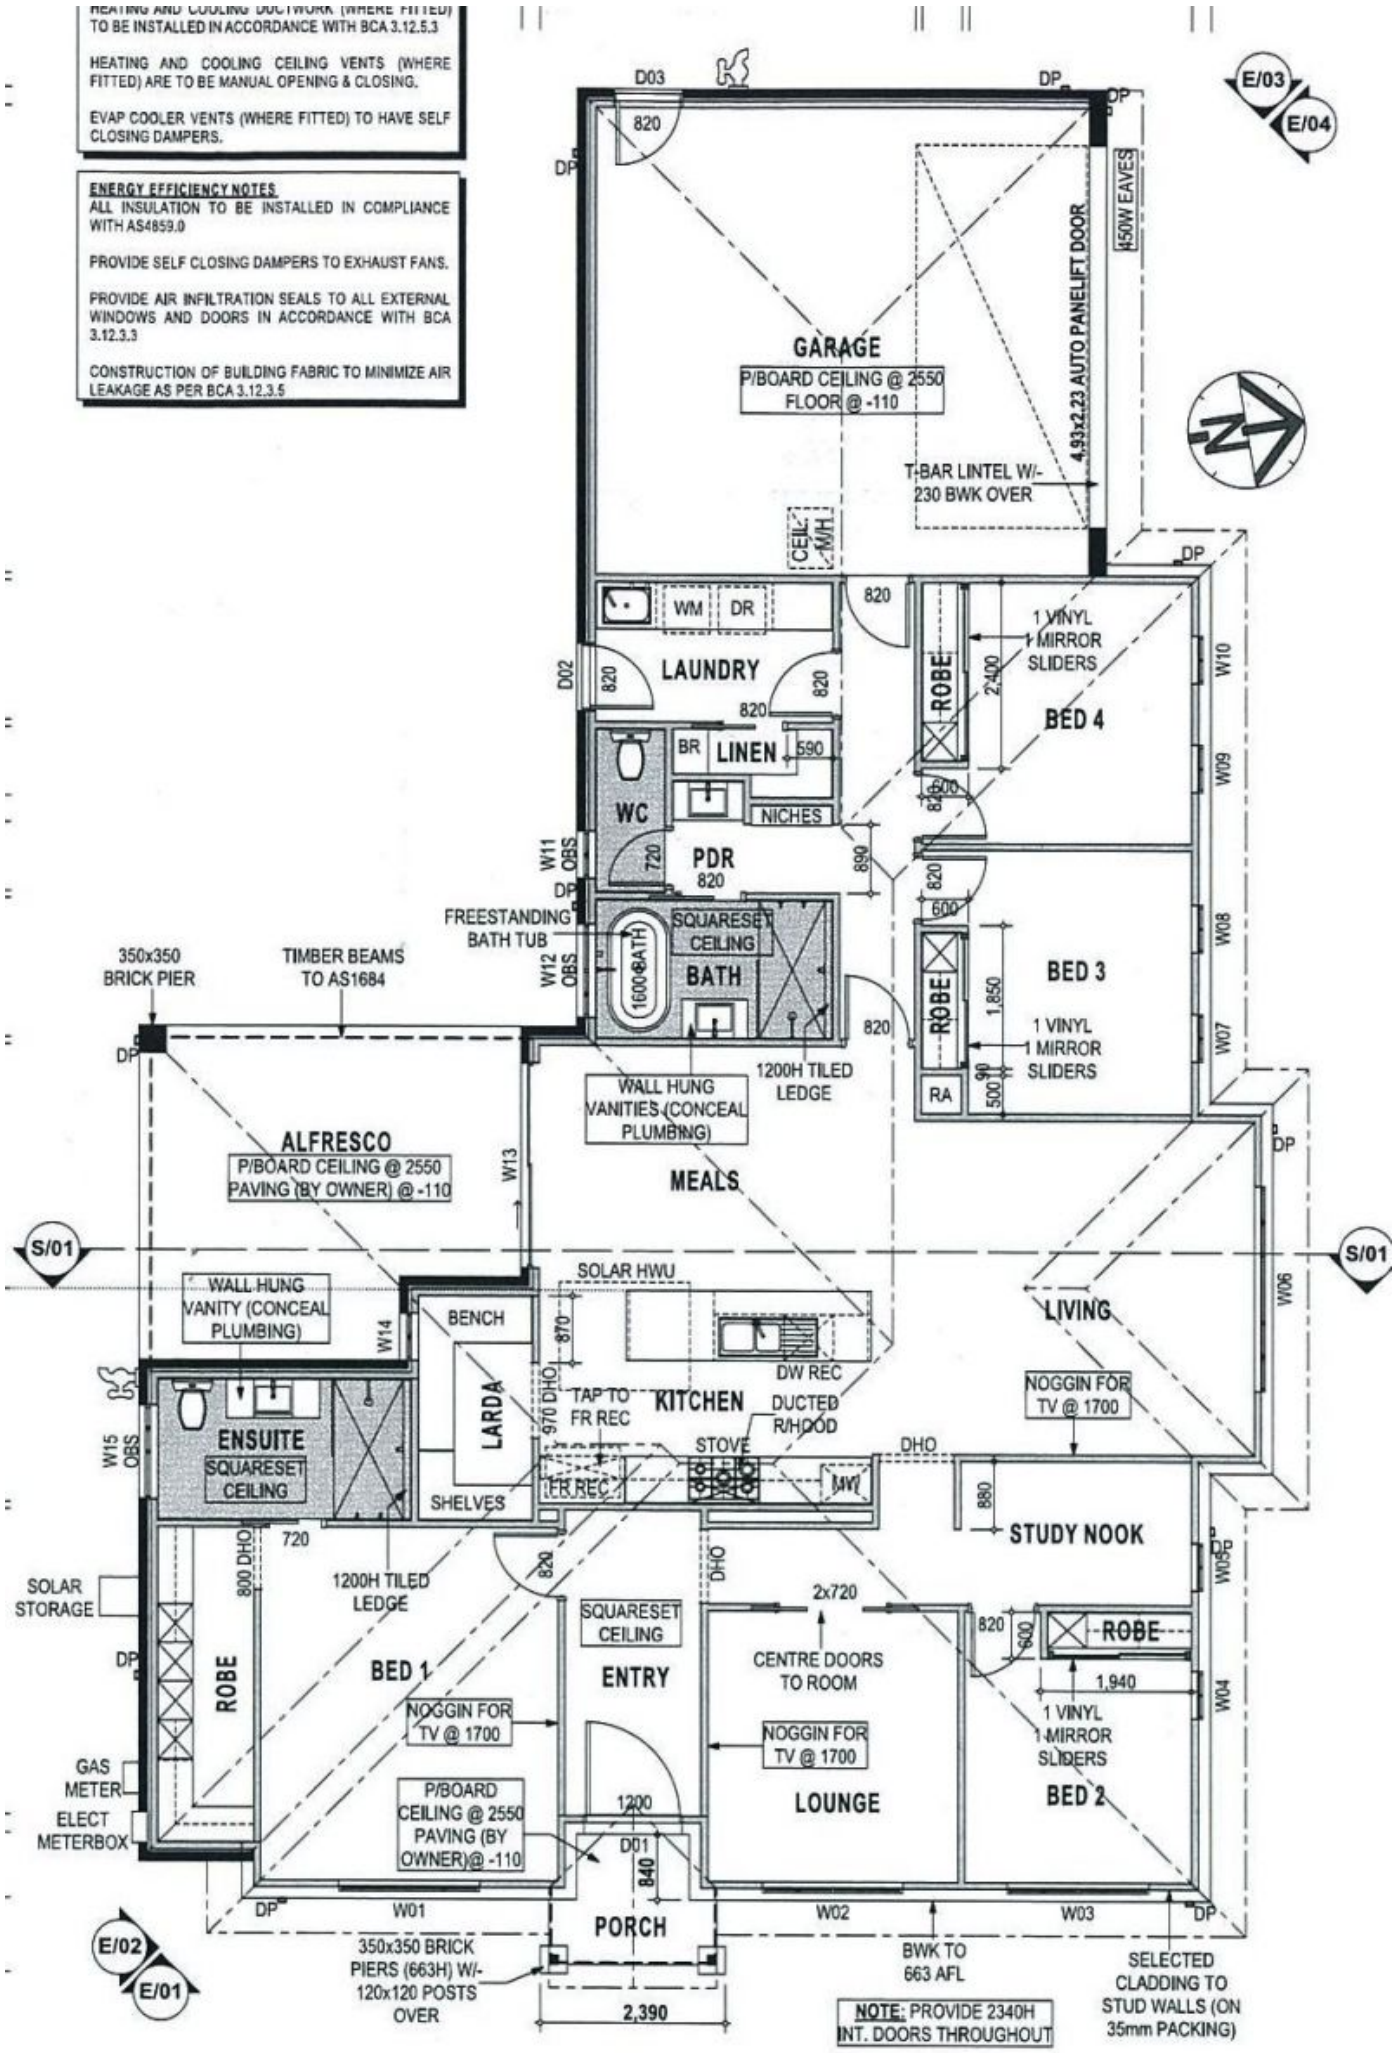 HEATING AND COOLING DUCTWORK (WHERE FITTED)
TO BE INSTALLED IN ACCORDANCE WITH BCA 3.12.5.3
HEATING AND COOLING CEILING VENTS (WHERE
FITTED) ARE TO BE MANUAL OPENING & CLOSING.
EVAP COOLER VENTS (WHERE FITTED) TO HAVE SELF
CLOSING DAMPERS.
ENERGY EFFICIENCY NOTES
ALL INSULATION TO BE INSTALLED IN COMPLIANCE
WITH AS4859.0
PROVIDE SELF CLOSING DAMPERS TO EXHAUST FANS.
PROVIDE AIR INFILTRATION SEALS TO ALL EXTERNAL
WINDOWS AND DOORS IN ACCORDANCE WITH BCA
3.12.3.3
CONSTRUCTION OF BUILDING FABRIC TO MINIMIZE AIR
LEAKAGE AS PER BCA 3.12.3.5
D03
820
DP
DP
DP
E/03
E/04
450W EAVES
4.93x2.23 AUTO PANELIFT DOOR
GARAGE
P/BOARD CEILING @ 2550
FLOOR @ -110
N
T-BAR LINTEL W/-
230 BWK OVER
CEIL.
M/H
DP
WM
DR
820
1 VINYL
1 MIRROR
SLIDERS
W10
D02
820
LAUNDRY
820
820
ROBE
2,400
BED 4
BR
LINEN
590
W09
WC
NICHES
600
820
W11
OBS
720
PDR
820
890
820
600
DP
FREESTANDING
BATH TUB
SQUARESET
CEILING
W12
OBS
1600 BATH
BATH
820
W08
BED 3
ROBE
1,850
1 VINYL
1 MIRROR
SLIDERS
W07
350x350
BRICK PIER
TIMBER BEAMS
TO AS1684
DP
1200H TILED
LEDGE
WALL HUNG
VANITIES (CONCEAL
PLUMBING)
RA
90
500
DP
ALFRESCO
P/BOARD CEILING @ 2550
PAVING (BY OWNER) @ -110
W13
MEALS
S/01
S/01
SOLAR HWU
WALL HUNG
VANITY (CONCEAL
PLUMBING)
W14
BENCH
870
LIVING
W06
DW REC
LARDA
970 DHO
TAP TO
FR REC
KITCHEN
DUCTED
R/HOOD
NOGGIN FOR
TV @ 1700
W15
OBS
ENSUITE
SQUARESET
CEILING
STOVE
DHO
FR REC
MW
SHELVES
880
STUDY NOOK
720
800 DHO
820
DHO
DP
W05
SOLAR
STORAGE
1200H TILED
LEDGE
SQUARESET
CEILING
2x720
820
600
ROBE
DP
ROBE
BED 1
ENTRY
CENTRE DOORS
TO ROOM
1,940
W04
NOGGIN FOR
TV @ 1700
NOGGIN FOR
TV @ 1700
1 VINYL
1 MIRROR
SLIDERS
GAS
METER
P/BOARD
CEILING @ 2550
PAVING (BY
OWNER)@ -110
1200
LOUNGE
BED 2
ELECT
METERBOX
D01
840
DP
W01
PORCH
W02
W03
DP
E/02
E/01
350x350 BRICK
PIERS (663H) W/-
120x120 POSTS
OVER
BWK TO
663 AFL
SELECTED
CLADDING TO
STUD WALLS (ON
35mm PACKING)
2,390
NOTE: PROVIDE 2340H
INT. DOORS THROUGHOUT